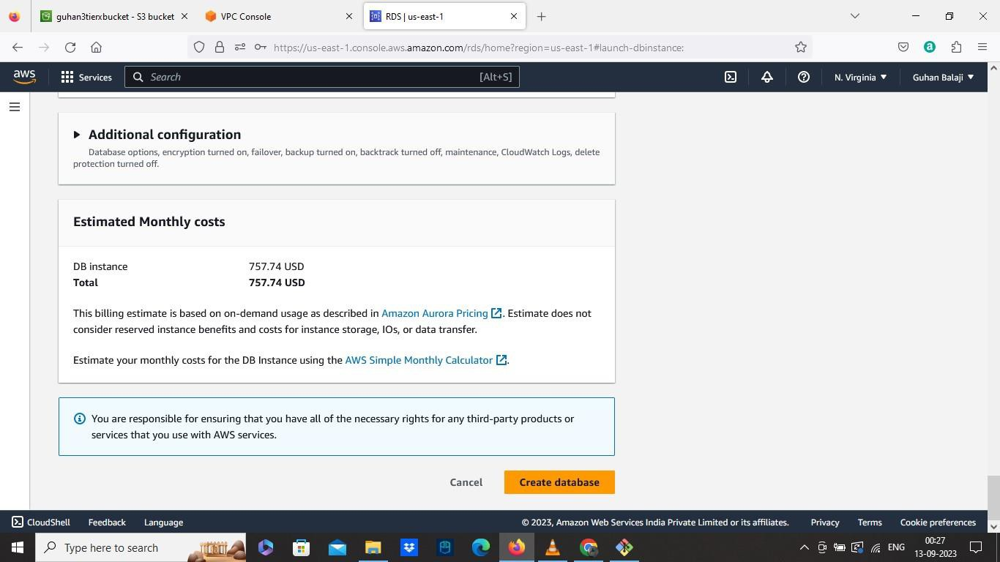 guhan3tierxbucket - S3 bucket
VPC Console
RDS | us-east-1
https://us-east-1.console.aws.amazon.com/rds/home?region=us-east-1#launch-dbinstance:
aws
Services
Search
[Alt+S]
N. Virginia
Guhan Balaji
Additional configuration
Database options, encryption turned on, failover, backup turned on, backtrack turned off, maintenance, CloudWatch Logs, delete
protection turned off.
Estimated Monthly costs
DB instance 757.74 USD
Total 757.74 USD
This billing estimate is based on on-demand usage as described in Amazon Aurora Pricing. Estimate does not
consider reserved instance benefits and costs for instance storage, IOs, or data transfer.
Estimate your monthly costs for the DB Instance using the AWS Simple Monthly Calculator.
You are responsible for ensuring that you have all of the necessary rights for any third-party products or
services that you use with AWS services.
Cancel
Create database
CloudShell Feedback Language © 2023, Amazon Web Services India Private Limited or its affiliates. Privacy Terms Cookie preferences
Type here to search
ENG
00:27
13-09-2023